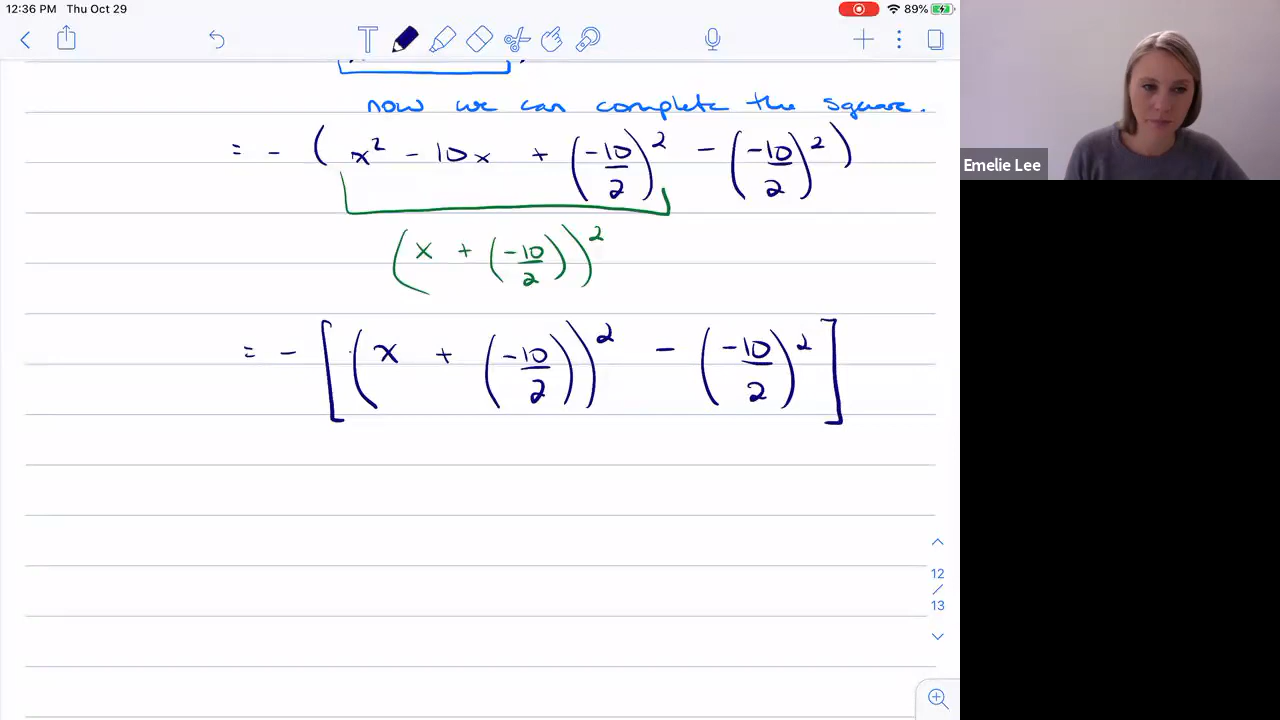 12:36 PM Thu Oct 29
89%
T
now we can complete the square.
= - ( x² - 10x + (-10/2)² - (-10/2)² )
(x + (-10/2))²
= - [ (x + (-10/2))² - (-10/2)² ]
Emelie Lee
12
/
13